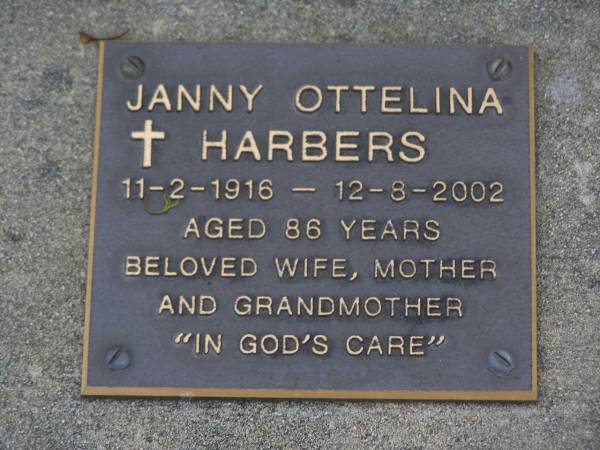 JANNY OTTELINA
HARBERS
11-2-1916 — 12-8-2002
AGED 86 YEARS
BELOVED WIFE, MOTHER
AND GRANDMOTHER
"IN GOD'S CARE"